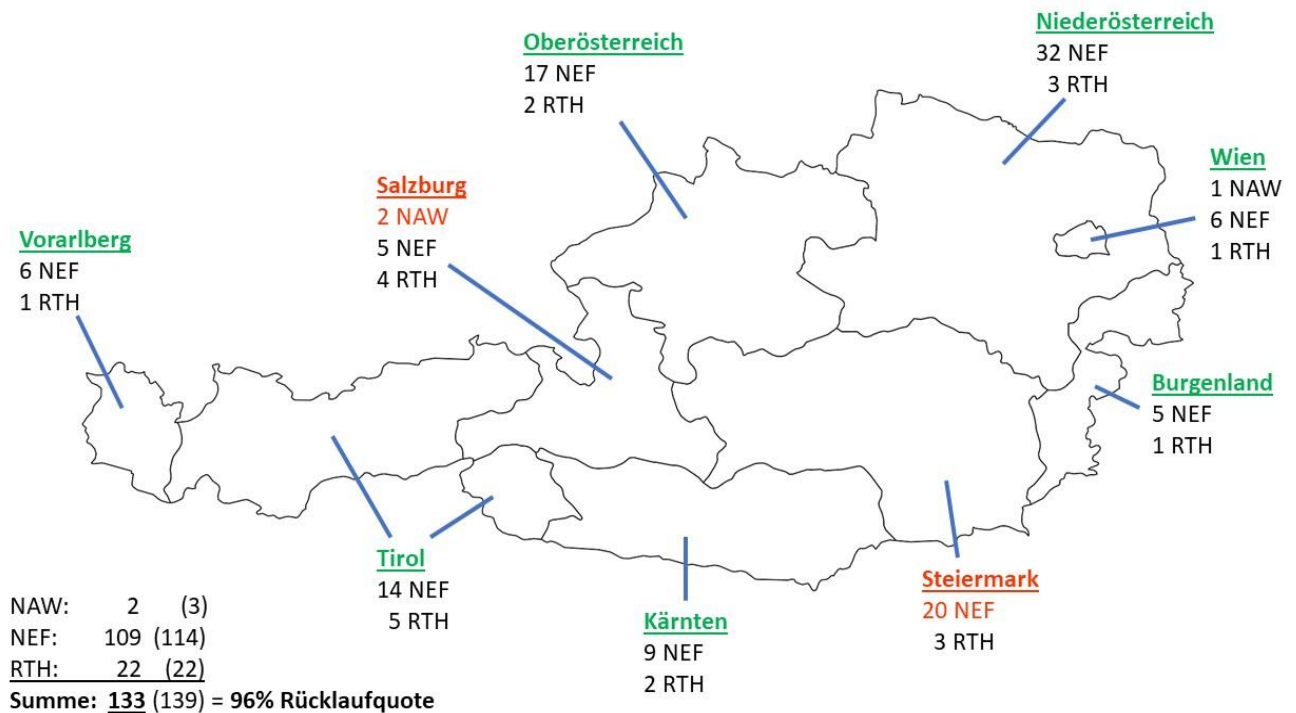 Niederösterreich
32 NEF
3 RTH
Oberösterreich
17 NEF
2 RTH
Wien
1 NAW
6 NEF
1 RTH
Salzburg
2 NAW
5 NEF
4 RTH
Vorarlberg
6 NEF
1 RTH
Burgenland
5 NEF
1 RTH
Tirol
14 NEF
5 RTH
Steiermark
20 NEF
3 RTH
Kärnten
9 NEF
2 RTH
NAW: 2 (3)
NEF: 109 (114)
RTH: 22 (22)
Summe: 133 (139) = 96% Rücklaufquote